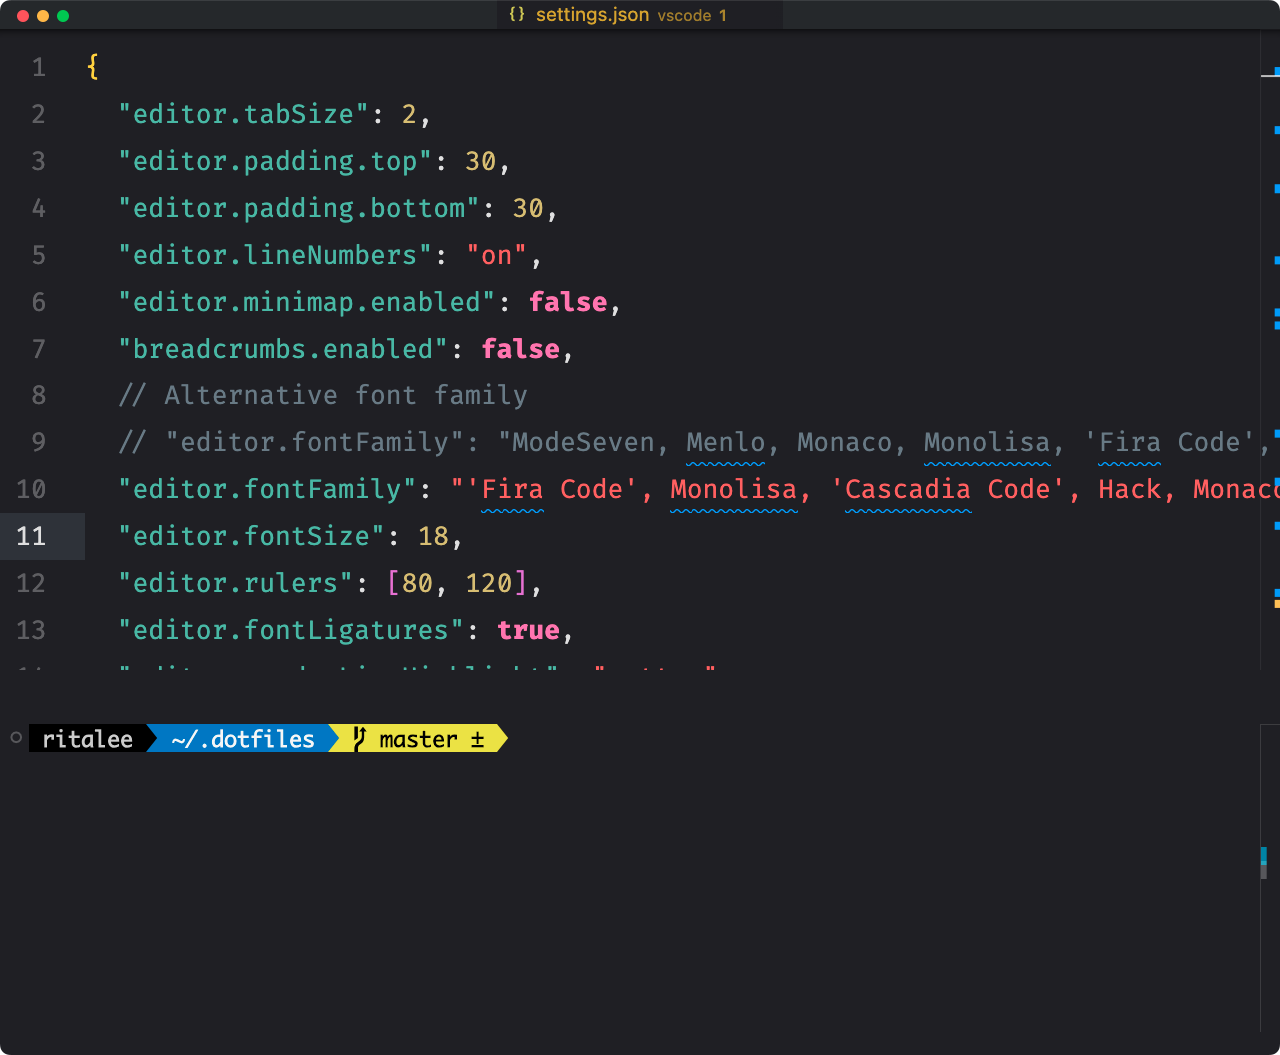 {} settings.json vscode 1
1 {
2 "editor.tabSize": 2,
3 "editor.padding.top": 30,
4 "editor.padding.bottom": 30,
5 "editor.lineNumbers": "on",
6 "editor.minimap.enabled": false,
7 "breadcrumbs.enabled": false,
8 // Alternative font family
9 // "editor.fontFamily": "ModeSeven, Menlo, Monaco, Monolisa, 'Fira Code',
10 "editor.fontFamily": "'Fira Code', Monolisa, 'Cascadia Code', Hack, Monaco
11 "editor.fontSize": 18,
12 "editor.rulers": [80, 120],
13 "editor.fontLigatures": true,
ritalee ~/.dotfiles master ±